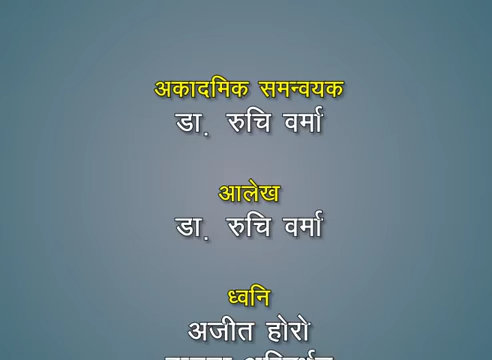 अकादमिक समन्वयक
डा. रुचि वर्मा
आलेख
डा. रुचि वर्मा
ध्वनि
अजीत होरो